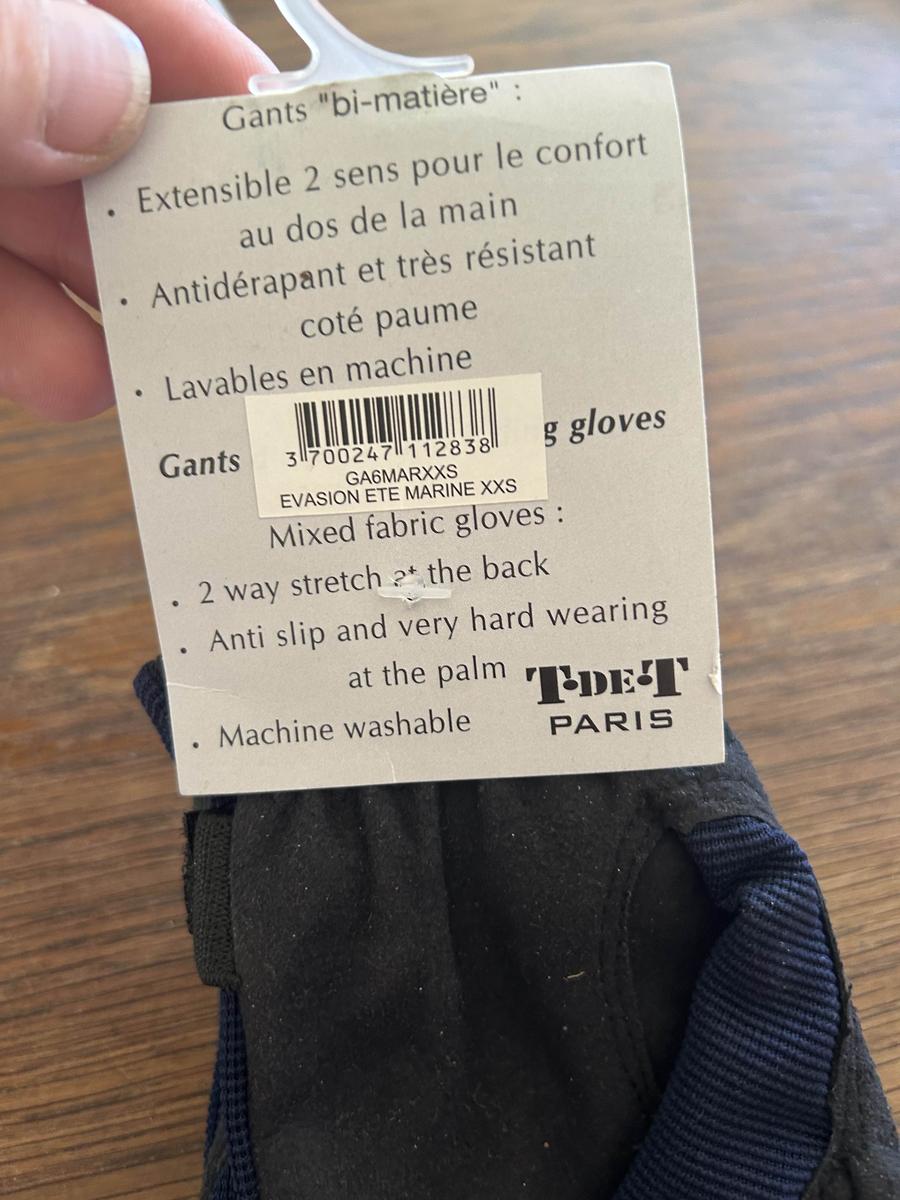 Gants "bi-matière" :
• Extensible 2 sens pour le confort
au dos de la main
• Antidérapant et très résistant
coté paume
• Lavables en machine
Gants g gloves
3 700247 112838
GA6MARXXS
EVASION ETE MARINE XXS
Mixed fabric gloves :
• 2 way stretch at the back
• Anti slip and very hard wearing
at the palm
• Machine washable
T•DE•T
PARIS